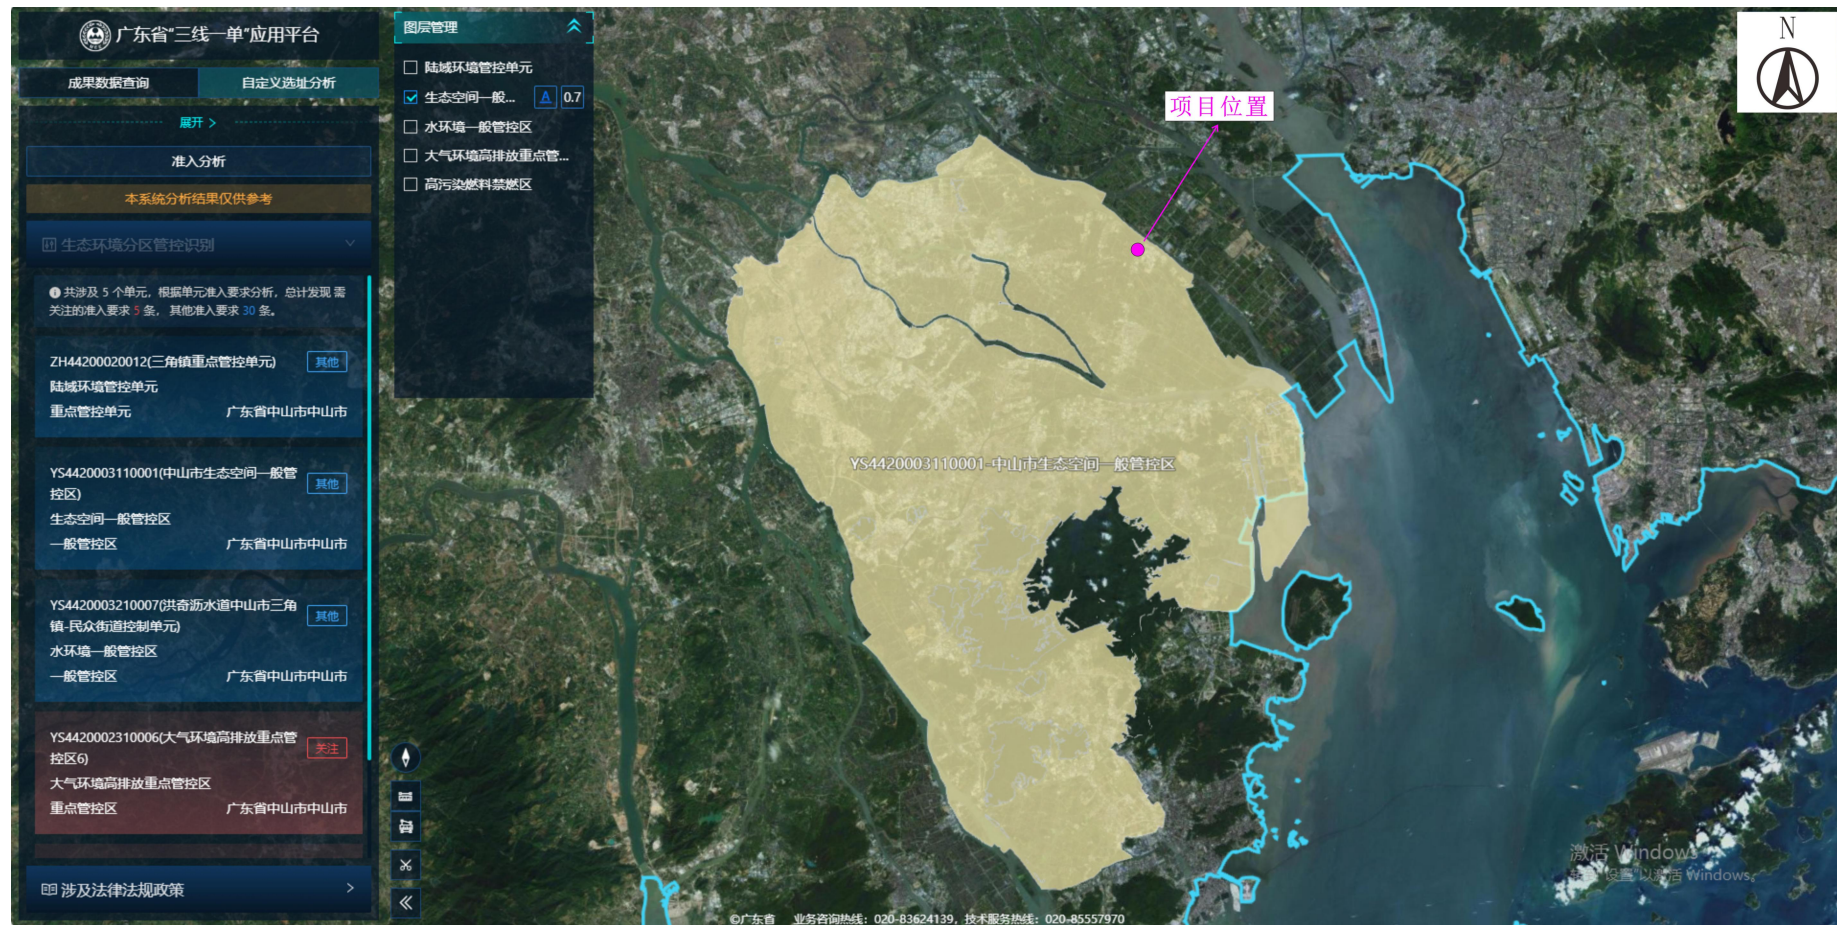 广东省“三线一单”应用平台
成果数据查询
自定义选址分析
展开 >
准入分析
本系统分析结果仅供参考
生态环境分区管控识别
共涉及 5 个单元，根据单元准入要求分析，总计发现 需
关注的准入要求 5 条， 其他准入要求 30 条。
ZH44200020012(三角镇重点管控单元)
其他
陆域环境管控单元
重点管控单元 广东省中山市中山市
YS4420003110001(中山市生态空间一般管
控区)
其他
生态空间一般管控区
一般管控区 广东省中山市中山市
YS4420003210007(洪奇沥水道中山市三角
镇-民众街道控制单元)
其他
水环境一般管控区
一般管控区 广东省中山市中山市
YS4420002310006(大气环境高排放重点管
控区6)
关注
大气环境高排放重点管控区
重点管控区 广东省中山市中山市
涉及法律法规政策
图层管理
陆域环境管控单元
生态空间一般... A 0.7
水环境一般管控区
大气环境高排放重点管...
高污染燃料禁燃区
项目位置
N
YS4420003110001-中山市生态空间一般管控区
激活 Windows
转到"设置"以激活 Windows。
©广东省 业务咨询热线：020-83624139，技术服务热线：020-85557970